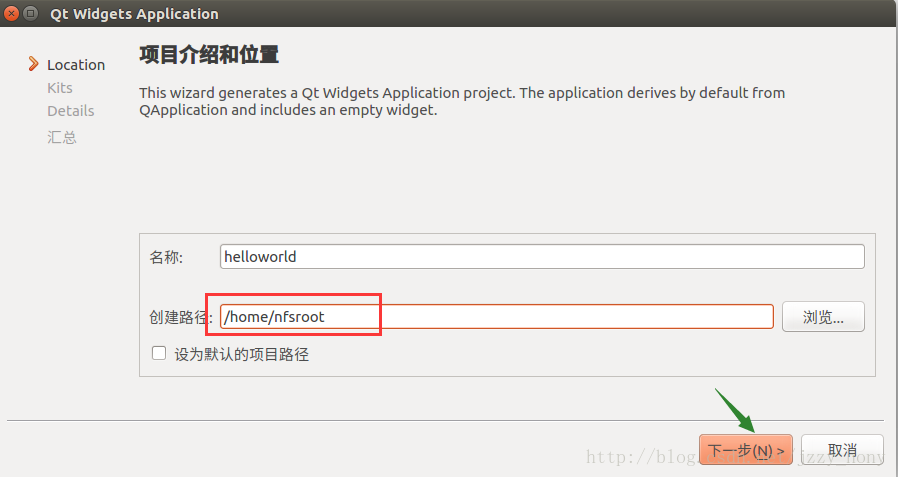 Qt Widgets Application
Location
Kits
Details
汇总
项目介绍和位置
This wizard generates a Qt Widgets Application project. The application derives by default from
QApplication and includes an empty widget.
名称: helloworld
创建路径: /home/nfsroot 浏览...
设为默认的项目路径
下一步(N) > 取消
http://blog. jzzy_hony